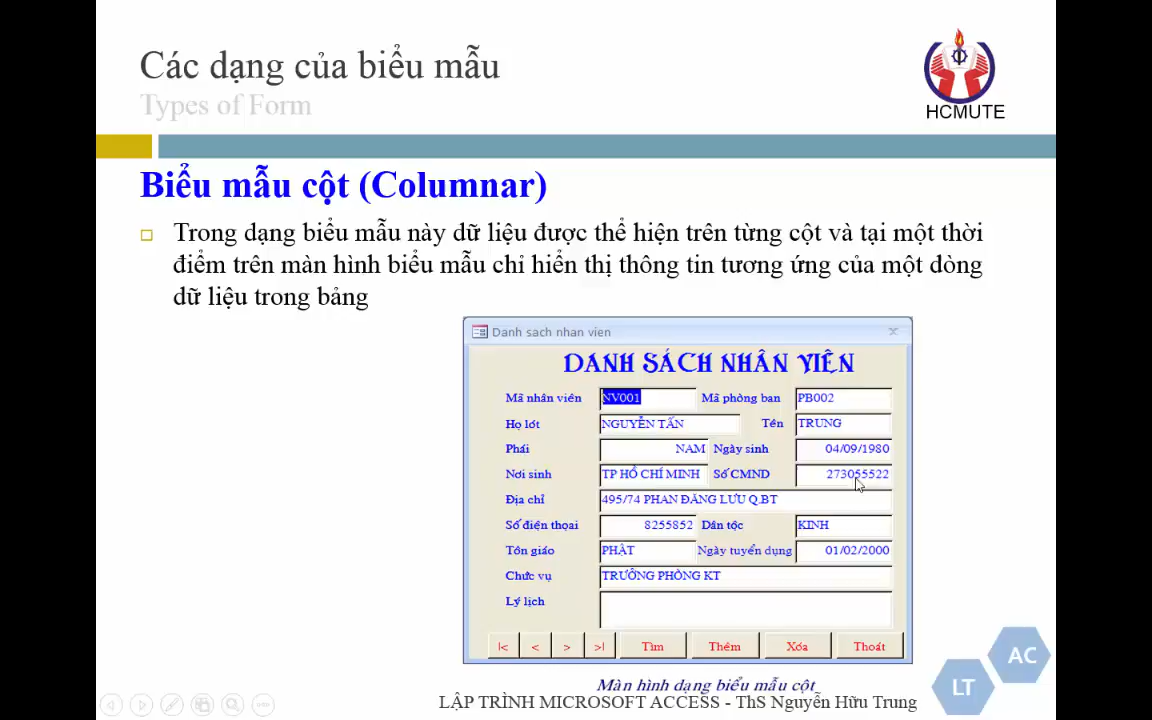 Các dạng của biểu mẫu
Types of Form
HCMUTE
Biểu mẫu cột (Columnar)
Trong dạng biểu mẫu này dữ liệu được thể hiện trên từng cột và tại một thời
điểm trên màn hình biểu mẫu chỉ hiển thị thông tin tương ứng của một dòng
dữ liệu trong bảng
Danh sach nhan vien
DANH SÁCH NHÂN VIÊN
Mã nhân viên NV001 Mã phòng ban PB002
Họ lót NGUYỄN TẤN Tên TRUNG
Phái NAM Ngày sinh 04/09/1980
Nơi sinh TP HỒ CHÍ MINH Số CMND 273055522
Địa chỉ 495/74 PHAN ĐĂNG LƯU Q.BT
Số điện thọai 8255852 Dân tộc KINH
Tôn giáo PHẬT Ngày tuyển dụng 01/02/2000
Chức vụ TRƯỞNG PHÒNG KT
Lý lịch
|< < > >| Tìm Thêm Xóa Thoát
Màn hình dạng biểu mẫu cột
LẬP TRÌNH MICROSOFT ACCESS - ThS Nguyễn Hữu Trung
LT
AC